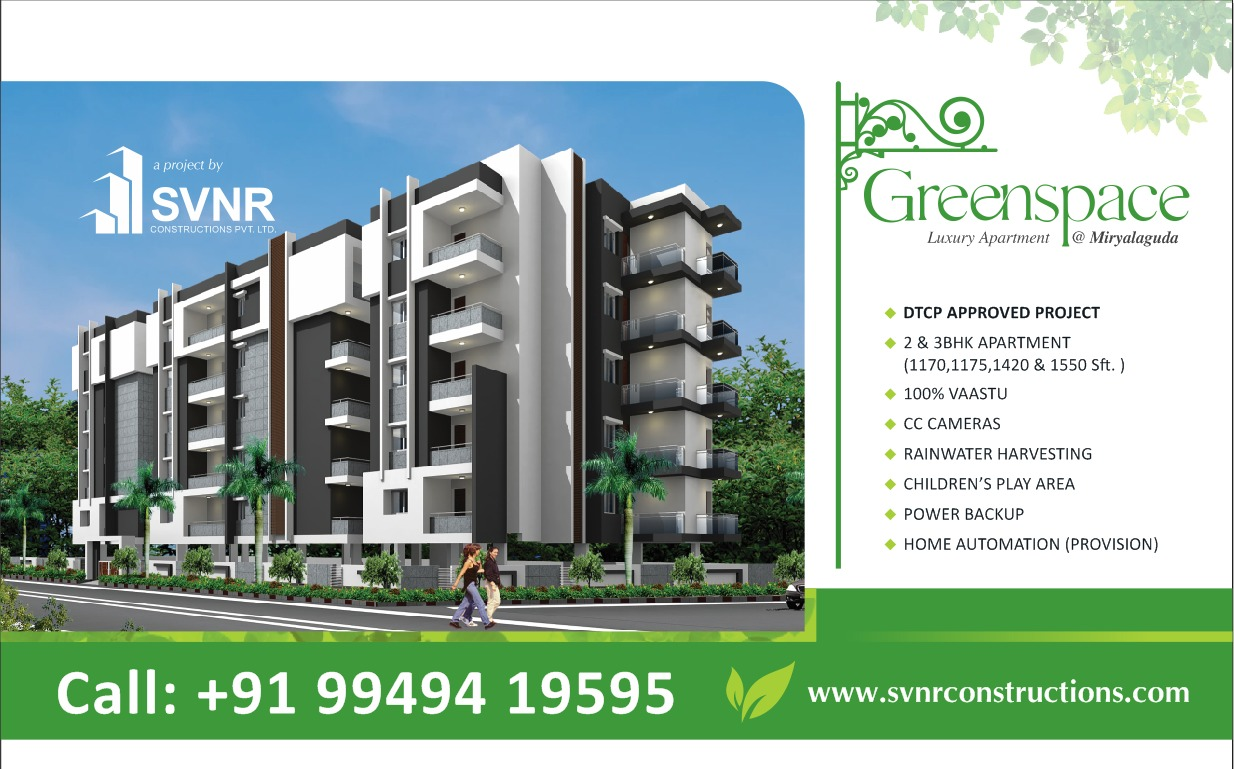 a project by
SVNR
CONSTRUCTIONS PVT. LTD.
Greenspace
Luxury Apartment @ Miryalaguda
DTCP APPROVED PROJECT
2 & 3BHK APARTMENT
(1170,1175,1420 & 1550 Sft. )
100% VAASTU
CC CAMERAS
RAINWATER HARVESTING
CHILDREN'S PLAY AREA
POWER BACKUP
HOME AUTOMATION (PROVISION)
Call: +91 99494 19595
www.svnrconstructions.com